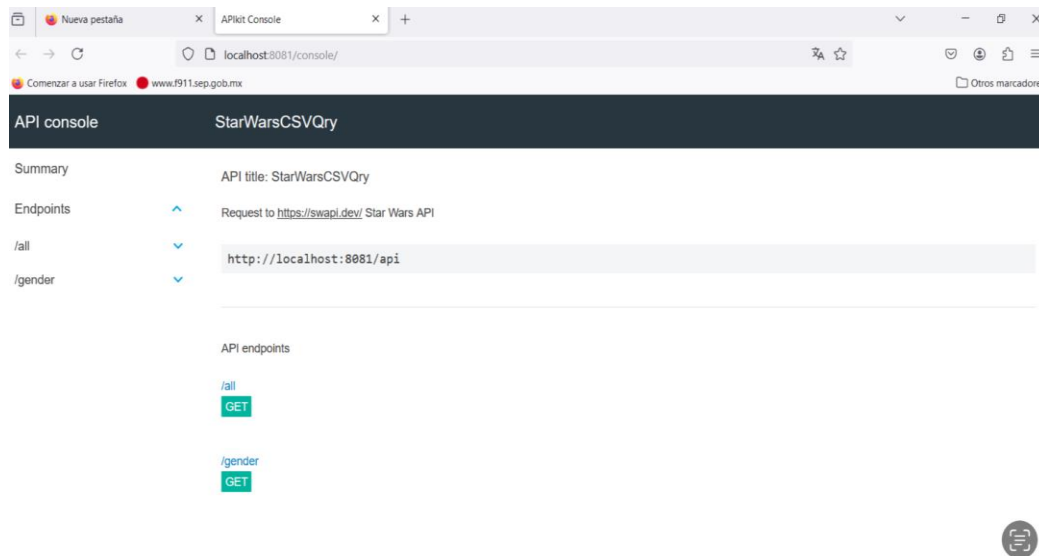 Nueva pestaña
APIkit Console
localhost:8081/console/
Comenzar a usar Firefox www.f911.sep.gob.mx Otros marcadore
API console StarWarsCSVQry
Summary
API title: StarWarsCSVQry
Endpoints
Request to https://swapi.dev/ Star Wars API
/all
http://localhost:8081/api
/gender
API endpoints
/all
GET
/gender
GET